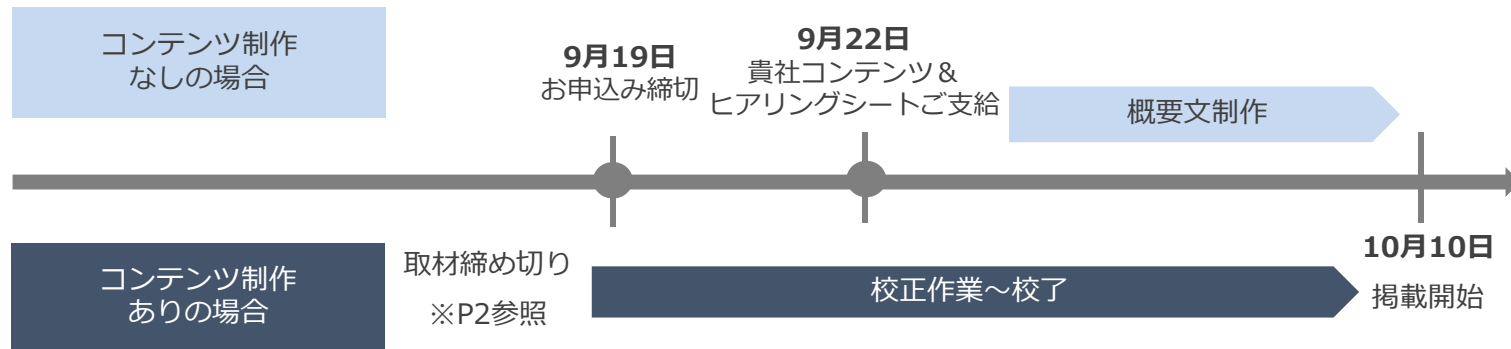 コンテンツ制作
なしの場合
9月19日
お申込み締切
9月22日
貴社コンテンツ＆
ヒアリングシートご支給
概要文制作
コンテンツ制作
ありの場合
取材締め切り
※P2参照
校正作業～校了
10月10日
掲載開始